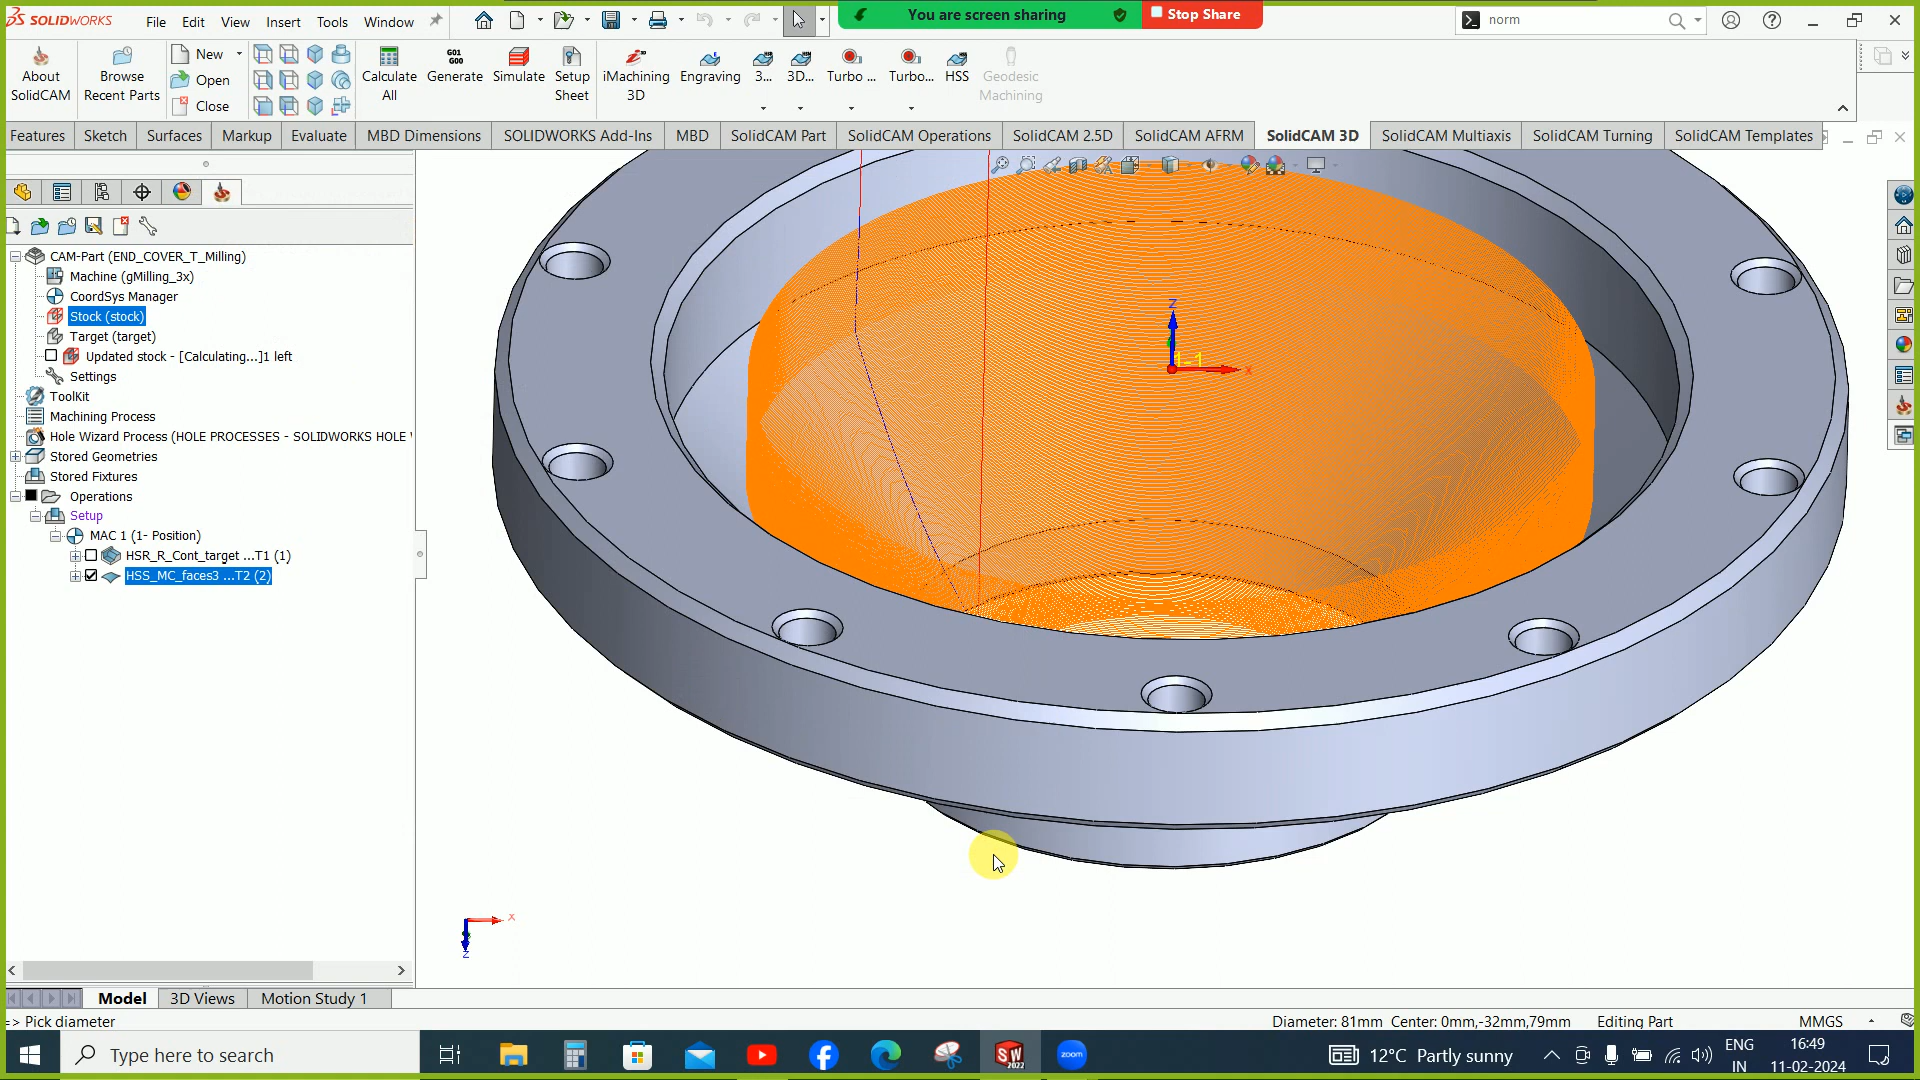 SOLIDWORKS File Edit View Insert Tools Window You are screen sharing Stop Share norm
About SolidCAM
Browse Recent Parts
New
Open
Close
Calculate All
G01 G00 Generate
Simulate
Setup Sheet
iMachining 3D
Engraving
3...
3D...
Turbo ...
Turbo...
HSS
Geodesic Machining
Features Sketch Surfaces Markup Evaluate MBD Dimensions SOLIDWORKS Add-Ins MBD SolidCAM Part SolidCAM Operations SolidCAM 2.5D SolidCAM AFRM SolidCAM 3D SolidCAM Multiaxis SolidCAM Turning SolidCAM Templates
CAM-Part (END_COVER_T_Milling)
Machine (gMilling_3x)
CoordSys Manager
Stock (stock)
Target (target)
Updated stock - [Calculating...]1 left
Settings
ToolKit
Machining Process
Hole Wizard Process (HOLE PROCESSES - SOLIDWORKS HOLE
Stored Geometries
Stored Fixtures
Operations
Setup
MAC 1 (1- Position)
HSR_R_Cont_target ...T1 (1)
HSS_MC_faces3 ...T2 (2)
Z
1-1
X
X
Z
Model 3D Views Motion Study 1
=> Pick diameter Diameter: 81mm Center: 0mm,-32mm,79mm Editing Part MMGS
Type here to search
SW 2022
zoom
12°C Partly sunny
ENG IN
16:49
11-02-2024